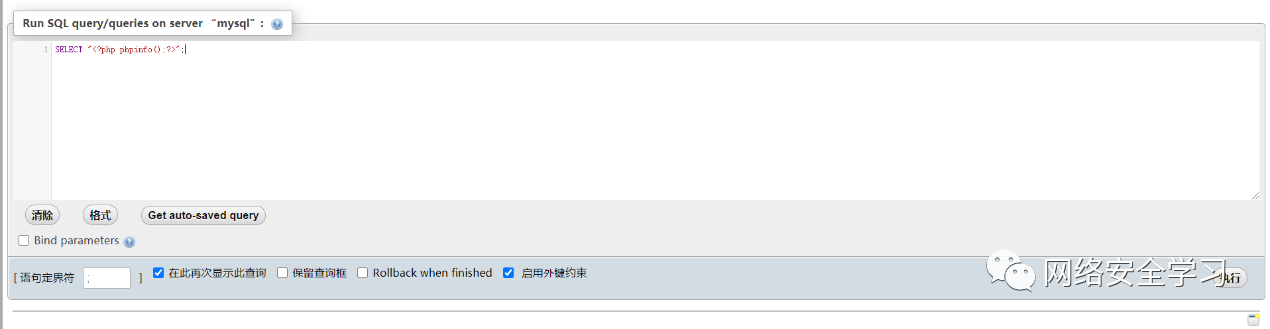 Run SQL query/queries on server “mysql”:
1 SELECT "<?php phpinfo();?>";
清除 格式 Get auto-saved query
Bind parameters
[ 语句定界符 ; ] 在此再次显示此查询 保留查询框 Rollback when finished 启用外键约束 执行
网络安全学习